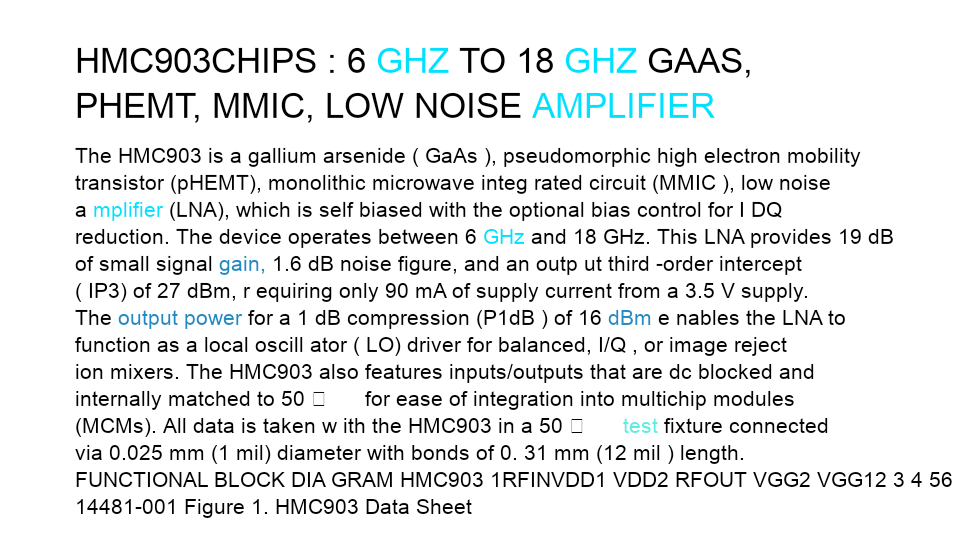 HMC903CHIPS : 6 GHZ TO 18 GHZ GAAS,
PHEMT, MMIC, LOW NOISE AMPLIFIER
The HMC903 is a gallium arsenide ( GaAs ), pseudomorphic high electron mobility
transistor (pHEMT), monolithic microwave integ rated circuit (MMIC ), low noise
a mplifier (LNA), which is self biased with the optional bias control for I DQ
reduction. The device operates between 6 GHz and 18 GHz. This LNA provides 19 dB
of small signal gain, 1.6 dB noise figure, and an outp ut third -order intercept
( IP3) of 27 dBm, r equiring only 90 mA of supply current from a 3.5 V supply.
The output power for a 1 dB compression (P1dB ) of 16 dBm e nables the LNA to
function as a local oscill ator ( LO) driver for balanced, I/Q , or image reject
ion mixers. The HMC903 also features inputs/outputs that are dc blocked and
internally matched to 50 □ for ease of integration into multichip modules
(MCMs). All data is taken w ith the HMC903 in a 50 □ test fixture connected
via 0.025 mm (1 mil) diameter with bonds of 0. 31 mm (12 mil ) length.
FUNCTIONAL BLOCK DIA GRAM HMC903 1RFINVDD1 VDD2 RFOUT VGG2 VGG12 3 4 56
14481-001 Figure 1. HMC903 Data Sheet